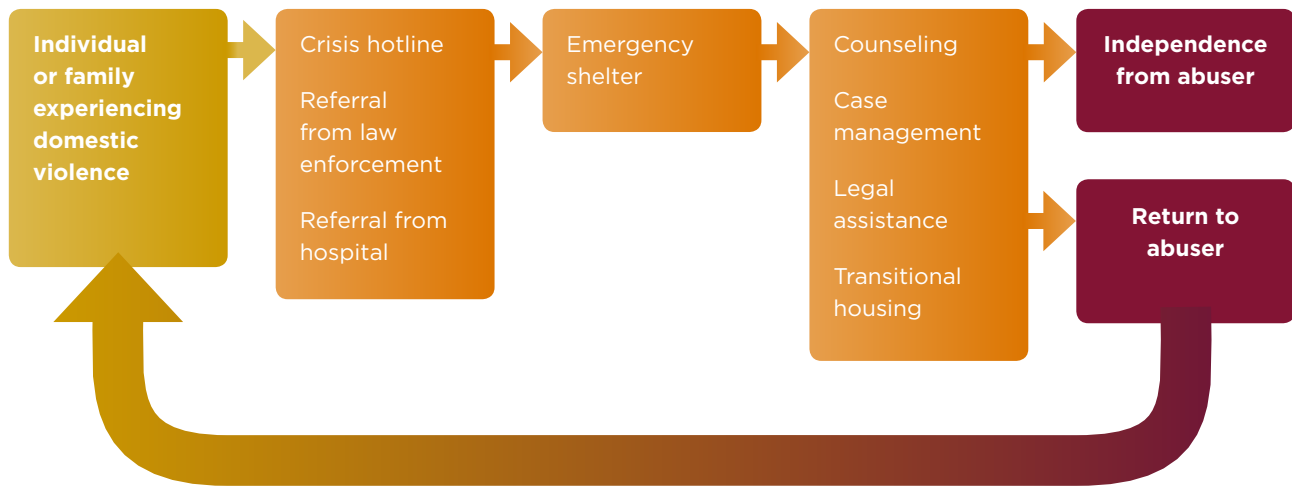 Individual
or family
experiencing
domestic
violence
Crisis hotline
Referral
from law
enforcement
Referral from
hospital
Emergency
shelter
Counseling
Case
management
Legal
assistance
Transitional
housing
Independence
from abuser
Return to
abuser